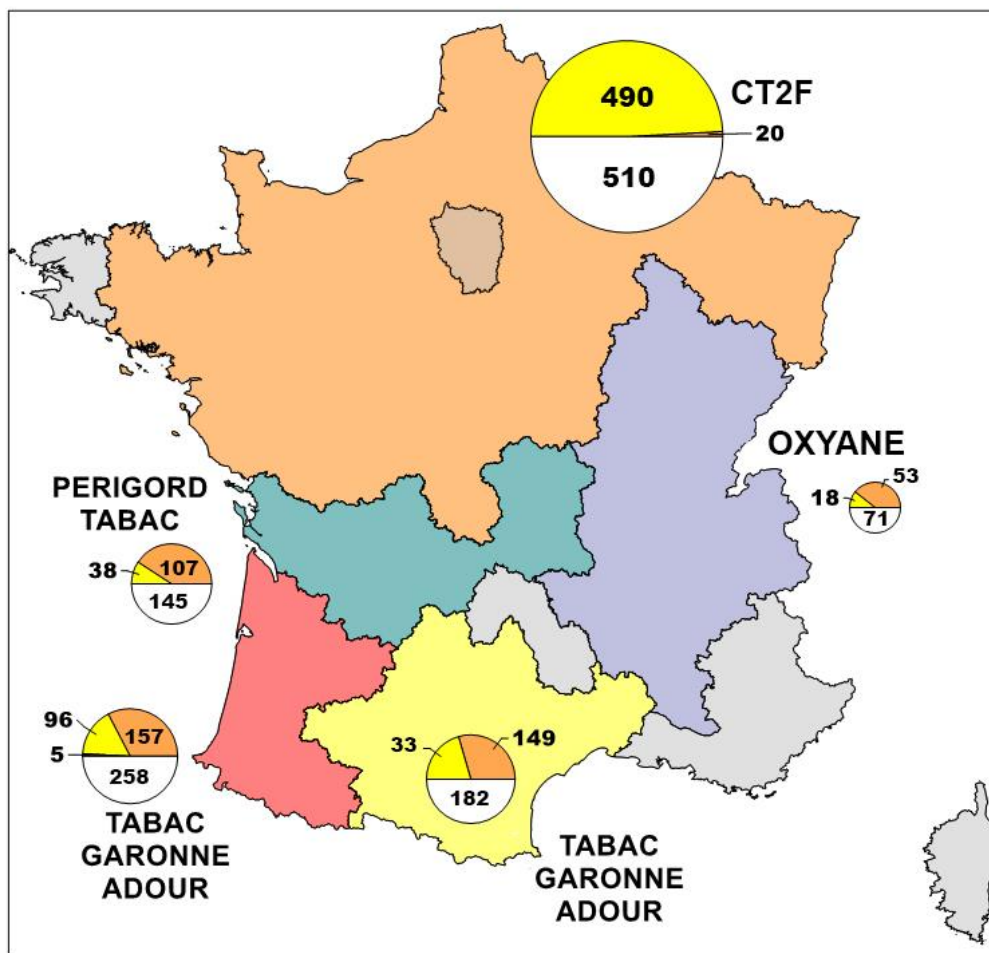 490
CT2F
20
510
OXYANE
53
18
71
PERIGORD
TABAC
38
107
145
96
157
5
258
TABAC
GARONNE
ADOUR
33
149
182
TABAC
GARONNE
ADOUR